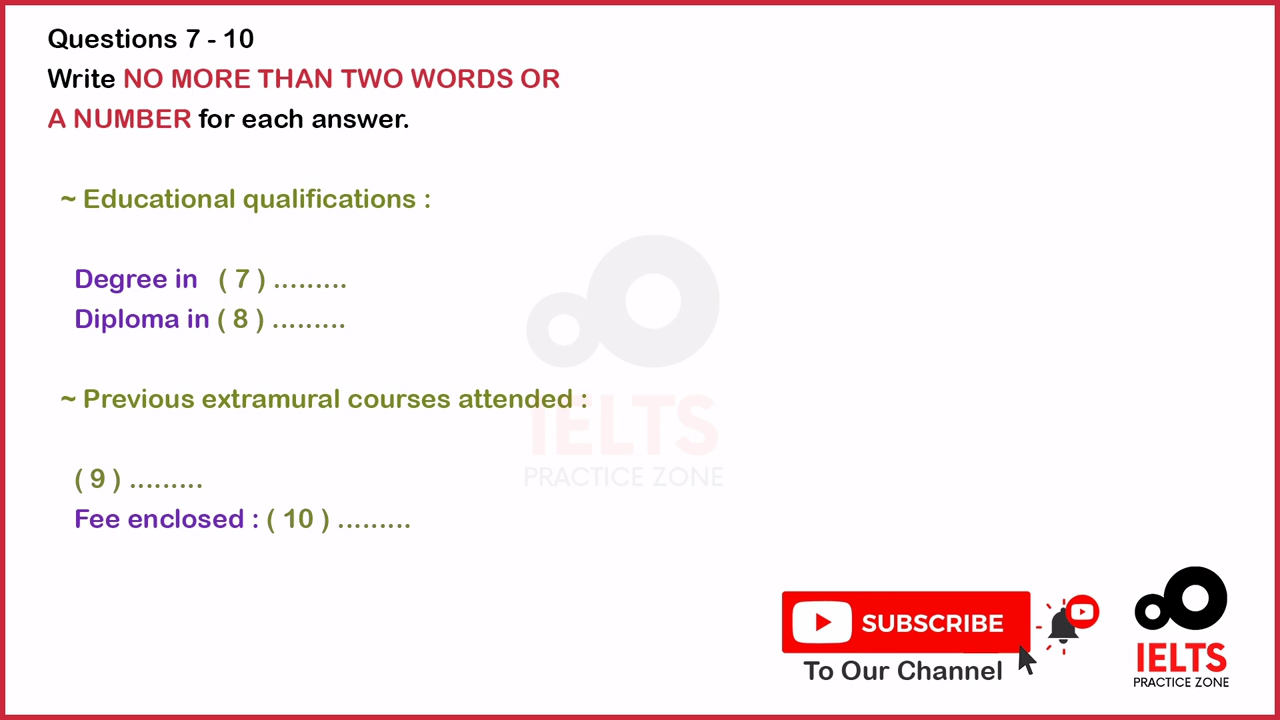 Questions 7 - 10
Write NO MORE THAN TWO WORDS OR
A NUMBER for each answer.
~ Educational qualifications :
Degree in ( 7 ) .........
Diploma in ( 8 ) .........
~ Previous extramural courses attended :
IELTS
PRACTICE ZONE
( 9 ) .........
Fee enclosed : ( 10 ) .........
SUBSCRIBE
To Our Channel
IELTS
PRACTICE ZONE